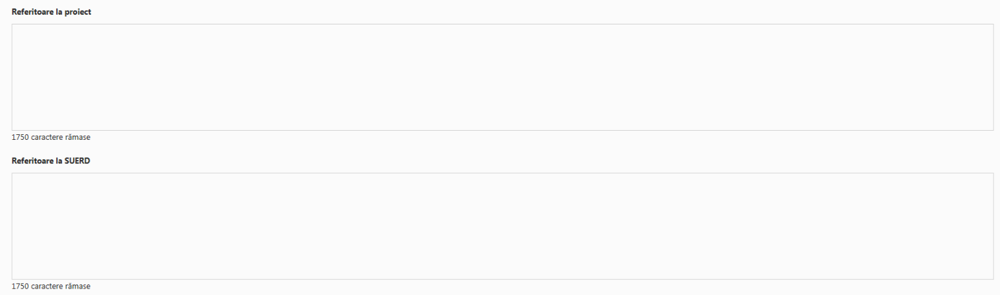 Referitoare la proiect
1750 caractere rămase
Referitoare la SUERD
1750 caractere rămase